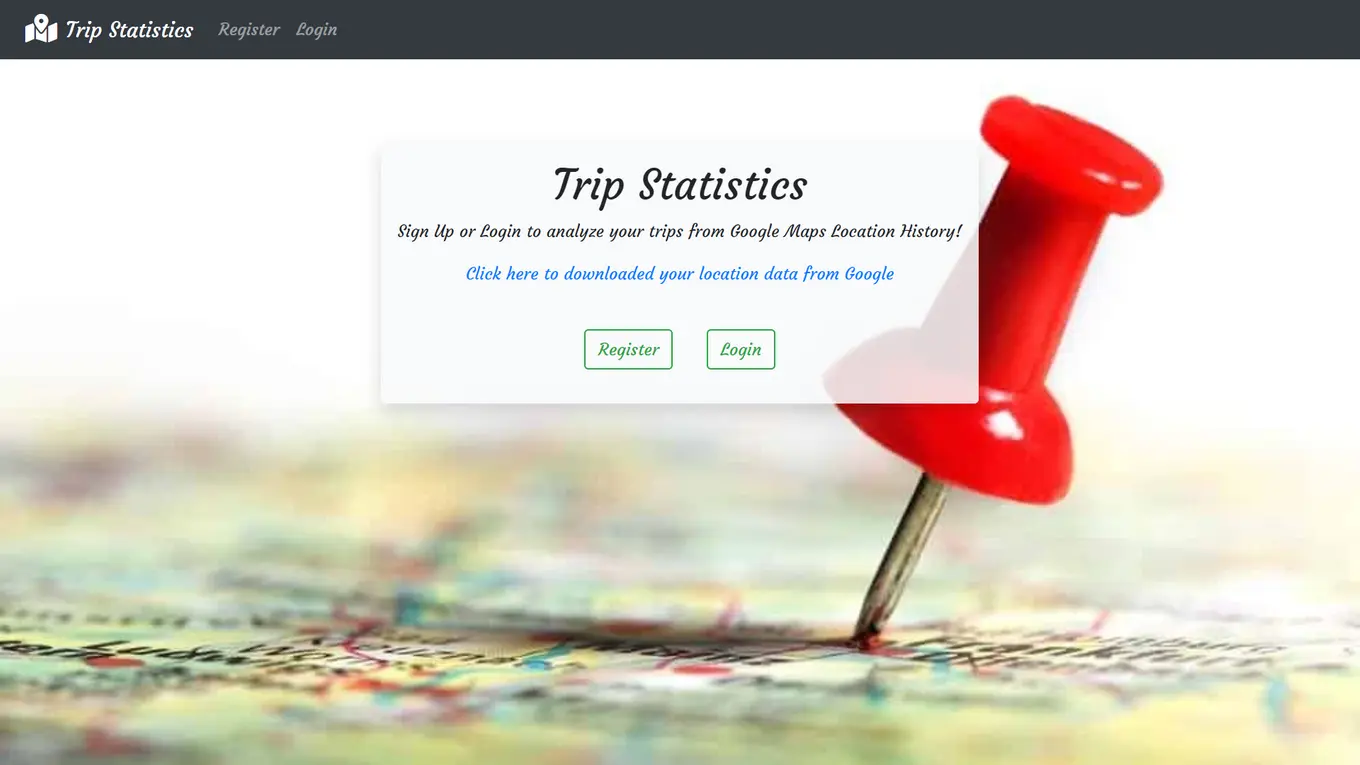 Trip Statistics Register Login
Trip Statistics
Sign Up or Login to analyze your trips from Google Maps Location History!
Click here to downloaded your location data from Google
Register Login